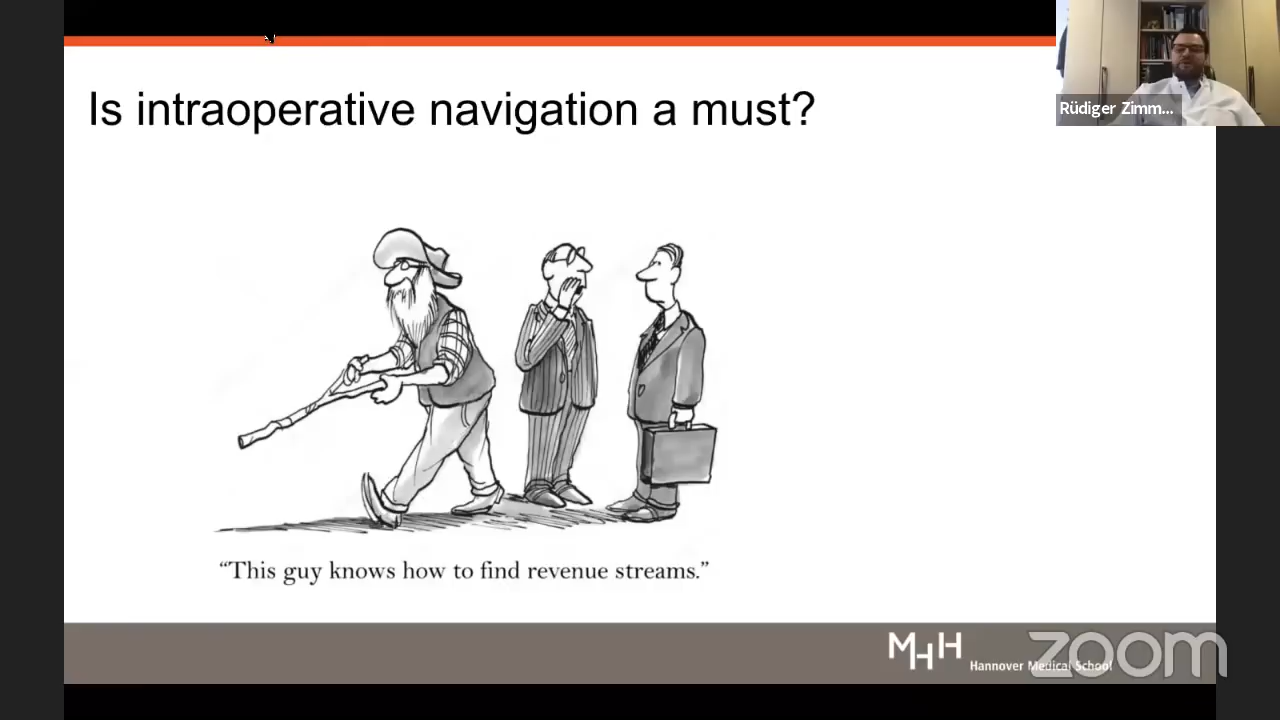 Is intraoperative navigation a must?
Rüdiger Zimm...
“This guy knows how to find revenue streams.”
MHH
Hannover Medical School
zoom